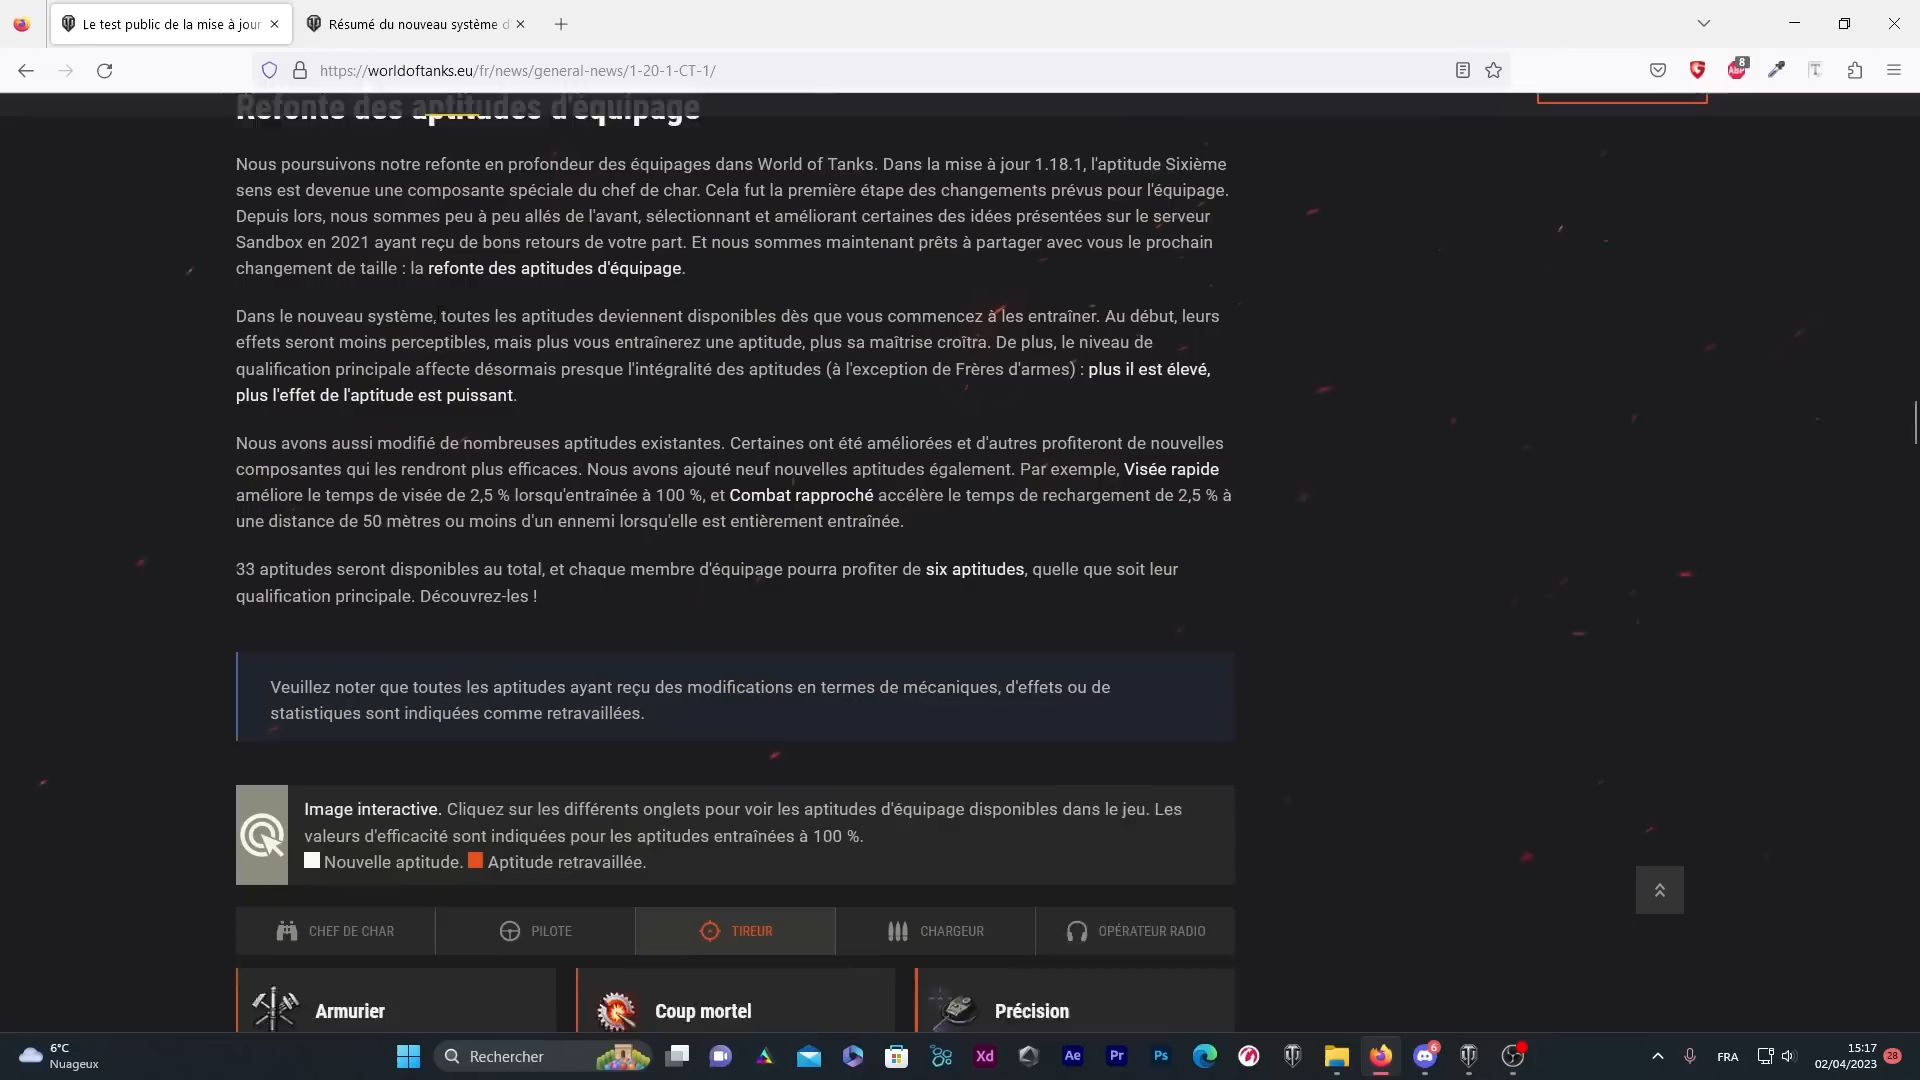 Le test public de la mise à jour
Résumé du nouveau système d
https://worldoftanks.eu/fr/news/general-news/1-20-1-CT-1/
8
Refonte des aptitudes d'équipage
Nous poursuivons notre refonte en profondeur des équipages dans World of Tanks. Dans la mise à jour 1.18.1, l'aptitude Sixième
sens est devenue une composante spéciale du chef de char. Cela fut la première étape des changements prévus pour l'équipage.
Depuis lors, nous sommes peu à peu allés de l'avant, sélectionnant et améliorant certaines des idées présentées sur le serveur
Sandbox en 2021 ayant reçu de bons retours de votre part. Et nous sommes maintenant prêts à partager avec vous le prochain
changement de taille : la refonte des aptitudes d'équipage.
Dans le nouveau système, toutes les aptitudes deviennent disponibles dès que vous commencez à les entraîner. Au début, leurs
effets seront moins perceptibles, mais plus vous entraînerez une aptitude, plus sa maîtrise croîtra. De plus, le niveau de
qualification principale affecte désormais presque l'intégralité des aptitudes (à l'exception de Frères d'armes) : plus il est élevé,
plus l'effet de l'aptitude est puissant.
Nous avons aussi modifié de nombreuses aptitudes existantes. Certaines ont été améliorées et d'autres profiteront de nouvelles
composantes qui les rendront plus efficaces. Nous avons ajouté neuf nouvelles aptitudes également. Par exemple, Visée rapide
améliore le temps de visée de 2,5 % lorsqu'entraînée à 100 %, et Combat rapproché accélère le temps de rechargement de 2,5 % à
une distance de 50 mètres ou moins d'un ennemi lorsqu'elle est entièrement entraînée.
33 aptitudes seront disponibles au total, et chaque membre d'équipage pourra profiter de six aptitudes, quelle que soit leur
qualification principale. Découvrez-les !
Veuillez noter que toutes les aptitudes ayant reçu des modifications en termes de mécaniques, d'effets ou de
statistiques sont indiquées comme retravaillées.
Image interactive. Cliquez sur les différents onglets pour voir les aptitudes d'équipage disponibles dans le jeu. Les
valeurs d'efficacité sont indiquées pour les aptitudes entraînées à 100 %.
Nouvelle aptitude. Aptitude retravaillée.
CHEF DE CHAR PILOTE TIREUR CHARGEUR OPÉRATEUR RADIO
Armurier Coup mortel Précision
6°C
Nuageux
Rechercher
Xd Ae Pr Ps
6
FRA
15:17
02/04/2023
28